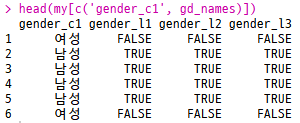 > head(my[c('gender_c1', gd_names)])
gender_c1 gender_l1 gender_l2 gender_l3
1 여성 FALSE FALSE FALSE
2 남성 TRUE TRUE TRUE
3 남성 TRUE TRUE TRUE
4 남성 TRUE TRUE TRUE
5 남성 TRUE TRUE TRUE
6 여성 FALSE FALSE FALSE